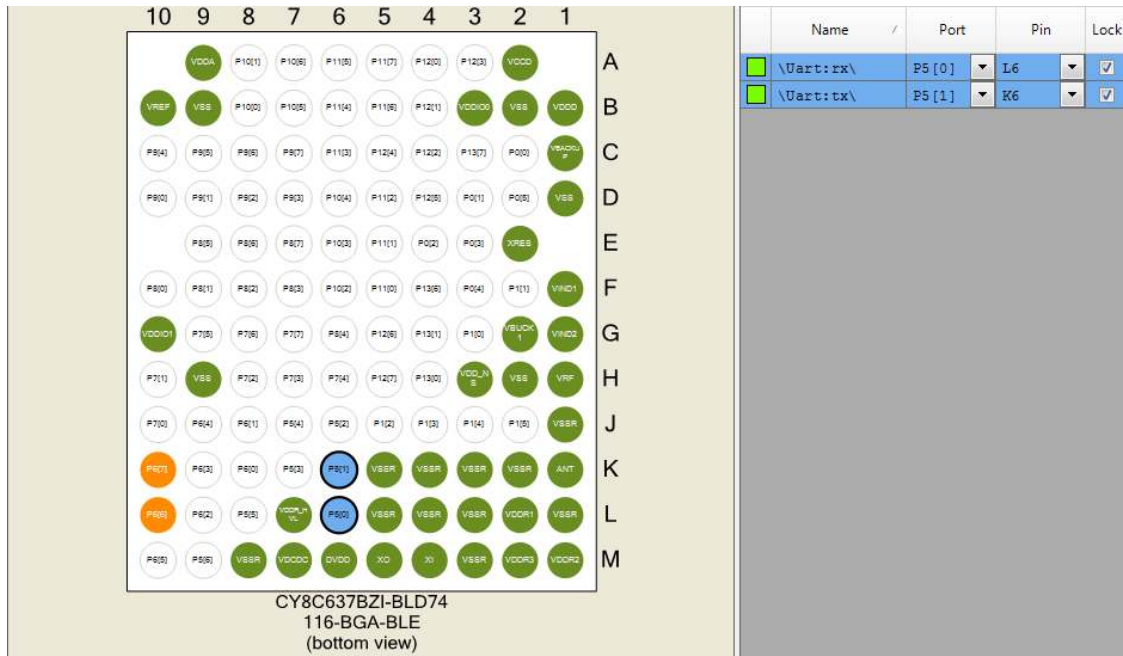 10 9 8 7 6 5 4 3 2 1
VDDA P10[1] P10[6] P11[5] P11[7] P12[0] P12[3] VCCD A
VREF VSS P10[0] P10[5] P11[4] P11[6] P12[1] VDDIO0 VSS VDDD B
P9[4] P9[5] P9[6] P9[7] P11[3] P12[4] P12[2] P13[7] P0[0] VBACKUP C
P9[0] P9[1] P9[2] P9[3] P10[4] P11[2] P12[5] P0[1] P0[5] VSS D
P8[5] P8[6] P8[7] P10[3] P11[1] P0[2] P0[3] XRES E
P8[0] P8[1] P8[2] P8[3] P10[2] P11[0] P13[6] P0[4] P1[1] VIND1 F
VDDIO1 P7[5] P7[6] P7[7] P8[4] P12[6] P13[1] P1[0] VBUCK1 VIND2 G
P7[1] VSS P7[2] P7[3] P7[4] P12[7] P13[0] VDD_NS VSS VRF H
P7[0] P6[4] P6[1] P5[4] P5[2] P1[2] P1[3] P1[4] P1[5] VSSR J
P6[7] P6[3] P6[0] P5[3] P5[1] VSSR VSSR VSSR VSSR ANT K
P6[6] P6[2] P5[5] VDDR_HVL P5[0] VSSR VSSR VSSR VDDR1 VSSR L
P6[5] P5[6] VSSR VDCDC DVDD XO XI VSSR VDDR3 VDDR2 M
CY8C637BZI-BLD74
116-BGA-BLE
(bottom view)
Name / Port Pin Lock
\Uart:rx\ P5[0] L6
\Uart:tx\ P5[1] K6